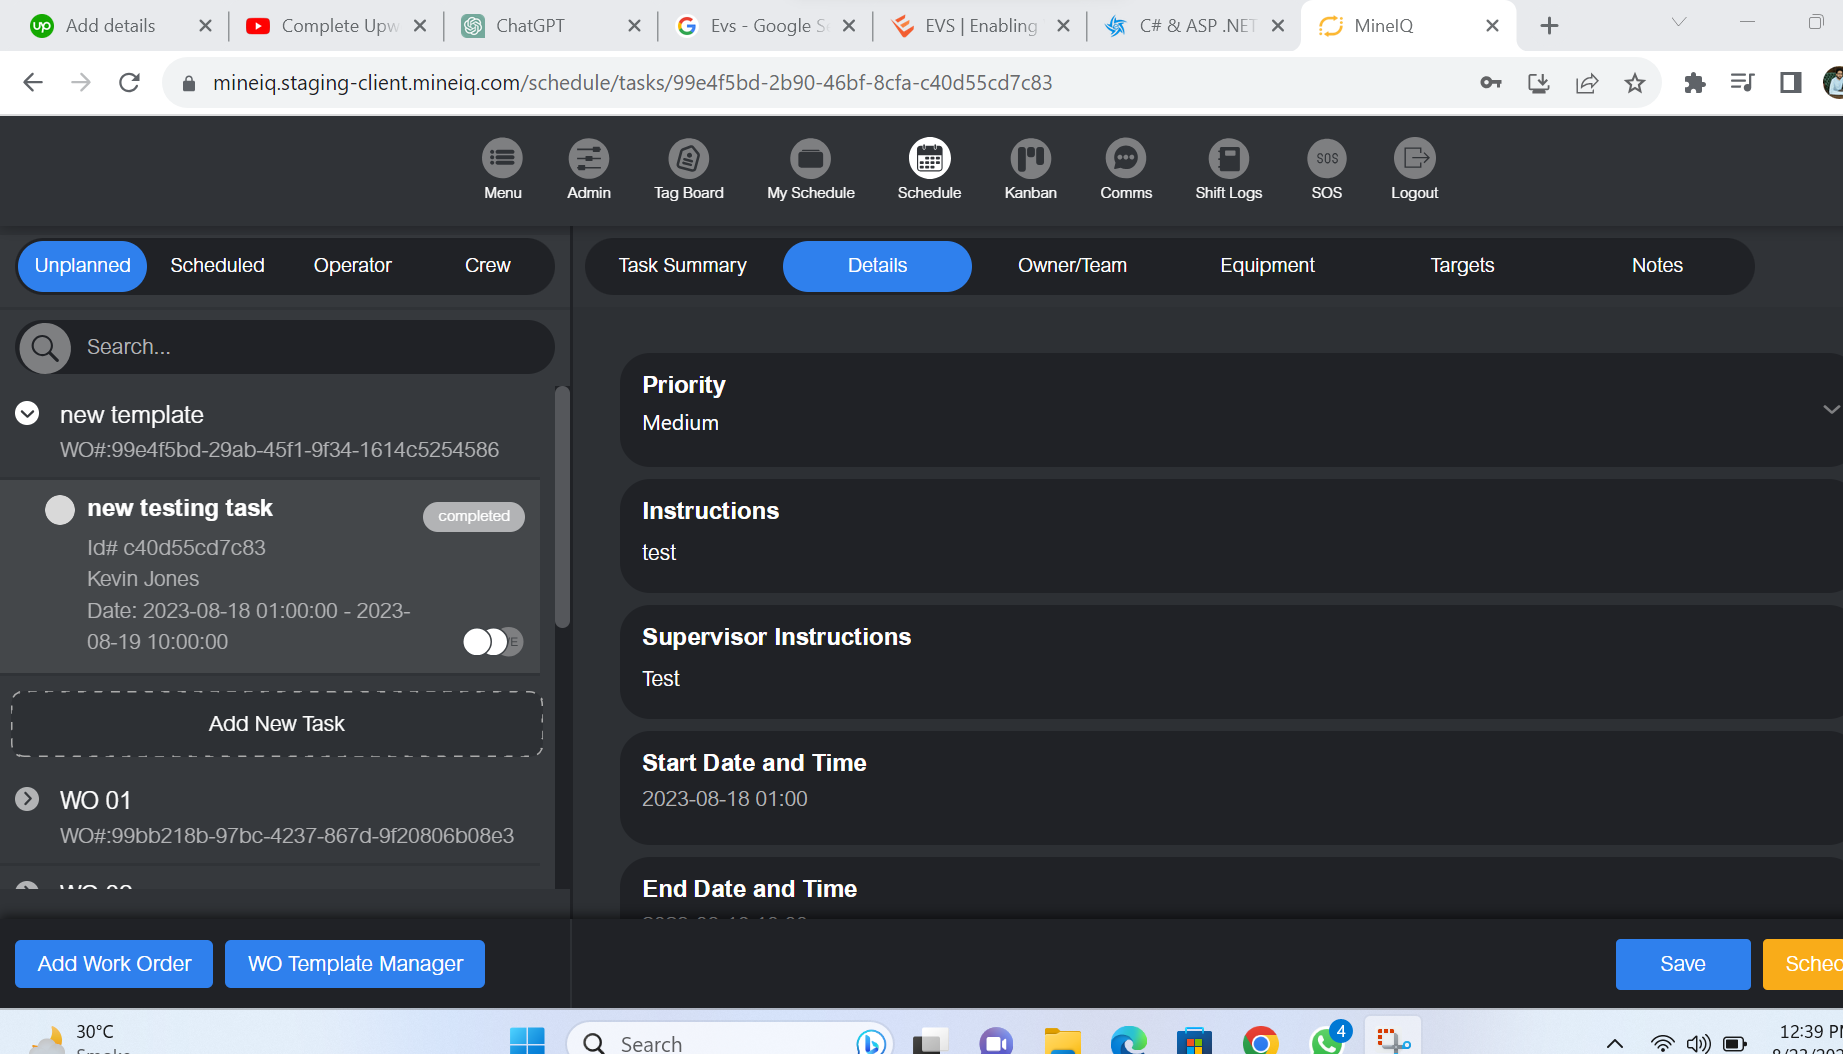 Add details
Complete Upw
ChatGPT
Evs - Google S
EVS | Enabling
C# & ASP .NET
MineIQ
mineiq.staging-client.mineiq.com/schedule/tasks/99e4f5bd-2b90-46bf-8cfa-c40d55cd7c83
SOS
Menu
Admin
Tag Board
My Schedule
Schedule
Kanban
Comms
Shift Logs
SOS
Logout
Unplanned
Scheduled
Operator
Crew
Task Summary
Details
Owner/Team
Equipment
Targets
Notes
Search...
new template
WO#:99e4f5bd-29ab-45f1-9f34-1614c5254586
new testing task
completed
Id# c40d55cd7c83
Kevin Jones
Date: 2023-08-18 01:00:00 - 2023-
08-19 10:00:00
Add New Task
WO 01
WO#:99bb218b-97bc-4237-867d-9f20806b08e3
Priority
Medium
Instructions
test
Supervisor Instructions
Test
Start Date and Time
2023-08-18 01:00
End Date and Time
Add Work Order
WO Template Manager
Save
Sched
30°C
Search
4
12:39 PM